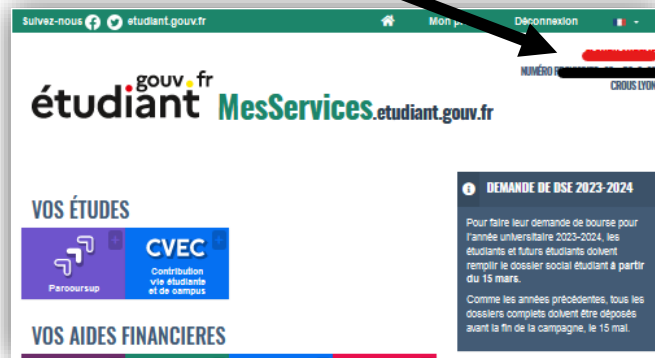 Suivez-nous etudiant.gouv.fr
Déconnexion
NUMÉRO
CROUS LYON
gouv.fr
étudiant MesServices.etudiant.gouv.fr
VOS ÉTUDES
Parcoursup
CVEC
Contribution
vie étudiante
et de campus
VOS AIDES FINANCIERES
DEMANDE DE DSE 2023-2024
Pour faire leur demande de bourse pour
l'année universitaire 2023-2024, les
étudiants et futurs étudiants doivent
remplir le dossier social étudiant à partir
du 15 mars.
Comme les années précédentes, tous les
dossiers complets doivent être déposés
avant la fin de la campagne, le 15 mai.